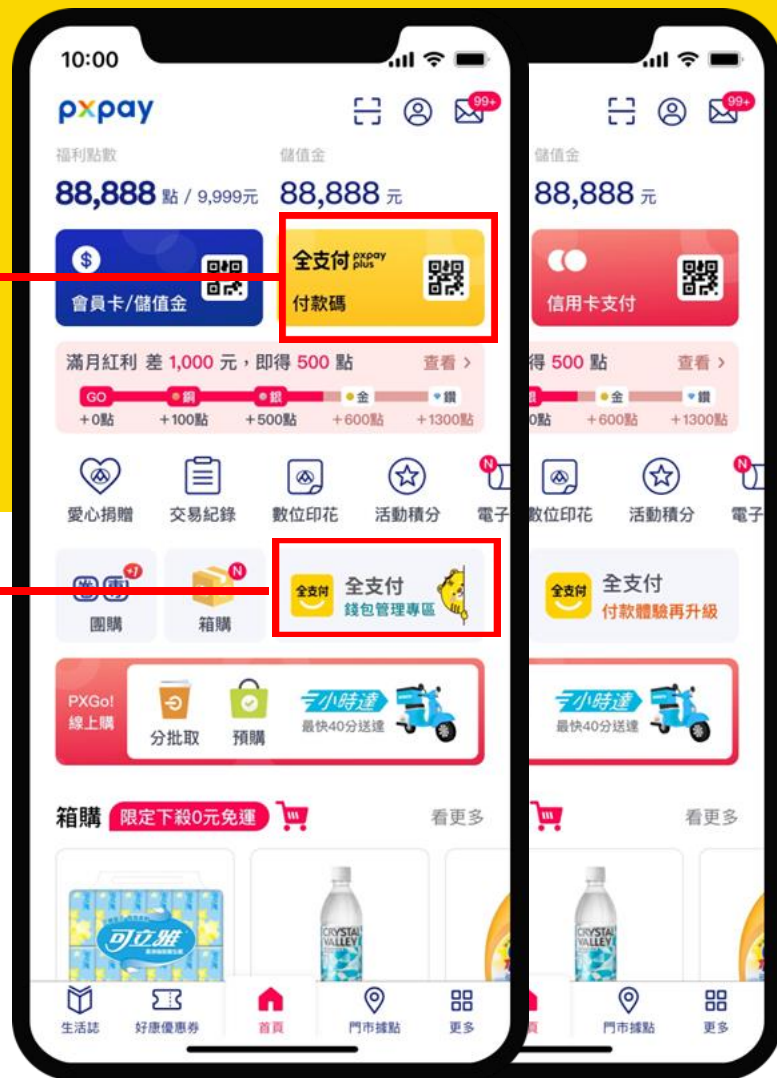 10:00
pxpay
99+
99+
福利點數
儲值金
儲值金
88,888 點 / 9,999元
88,888 元
88,888 元
會員卡/儲值金
全支付 pxpay plus
付款碼
信用卡支付
滿月紅利 差 1,000 元，即得 500 點
查看 >
得 500 點
查看 >
GO
銅
銀
金
鑽
金
鑽
+0點
+100點
+500點
+600點
+1300點
0點
+600點
+1300點
N
N
愛心捐贈
交易紀錄
數位印花
活動積分
電子
數位印花
活動積分
電子
+1
N
團購
箱購
全支付
全支付
錢包管理專區
全支付
全支付
付款體驗再升級
PXGo!
線上購
分批取
預購
小時達
最快40分送達
小時達
最快40分送達
箱購 限定下殺0元免運
看更多
看更多
可立雅
CRYSTAL
VALLEY
CRYSTAL
VALLEY
生活誌
好康優惠券
首頁
門市據點
更多
頁
門市據點
更多